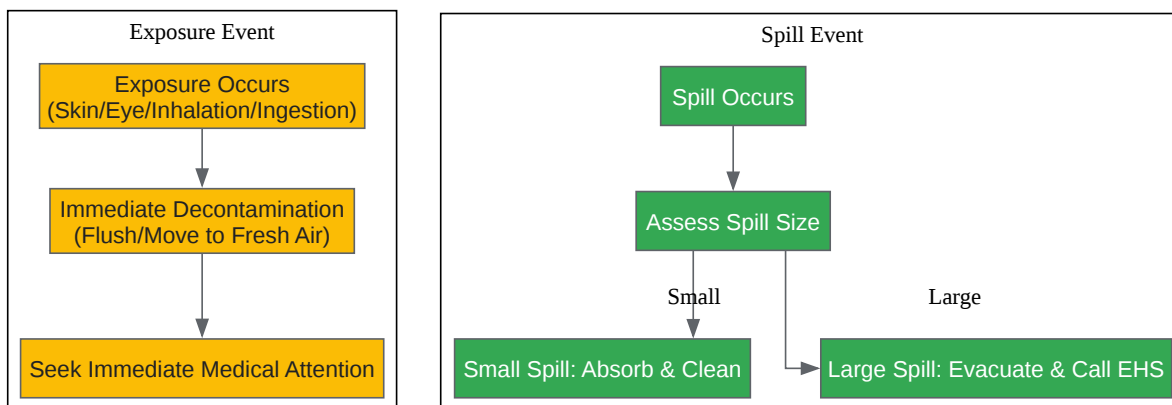 Exposure Event
Exposure Occurs
(Skin/Eye/Inhalation/Ingestion)
Immediate Decontamination
(Flush/Move to Fresh Air)
Seek Immediate Medical Attention
Spill Event
Spill Occurs
Assess Spill Size
Small
Large
Small Spill: Absorb & Clean
Large Spill: Evacuate & Call EHS